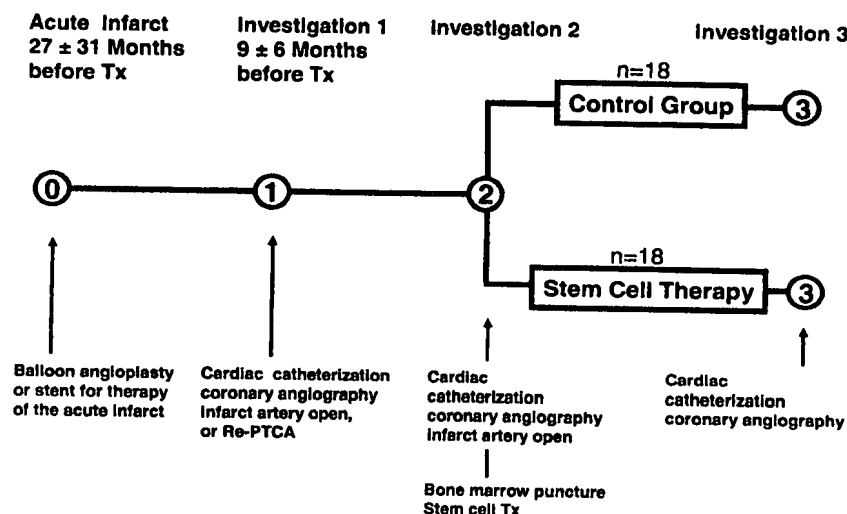 Acute Infarct
27 ± 31 Months
before Tx
Investigation 1
9 ± 6 Months
before Tx
Investigation 2
Investigation 3
n=18
Control Group
3
0
1
2
n=18
Stem Cell Therapy
3
Balloon angioplasty
or stent for therapy
of the acute infarct
Cardiac catheterization
coronary angiography
infarct artery open,
or Re-PTCA
Cardiac
catheterization
coronary angiography
infarct artery open
Bone marrow puncture
Stem cell Tx
Cardiac
catheterization
coronary angiography